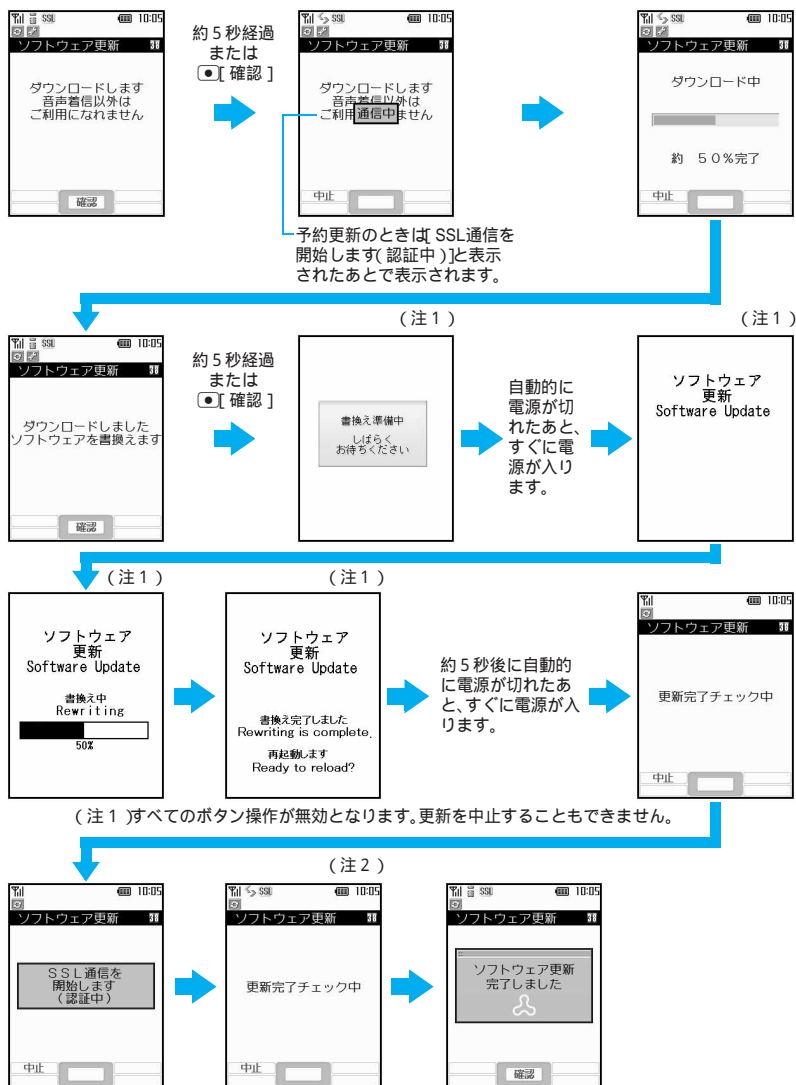 SSL 10:05
ソフトウェア更新 38
ダウンロードします
音声着信以外は
ご利用になれません
確認
約5秒経過
または
[確認]
SSL 10:05
ソフトウェア更新 38
ダウンロードします
音声着信以外は
ご利用通信中ません
中止
予約更新のときは[SSL通信を
開始します(認証中)]と表示
されたあとで表示されます。
SSL 10:05
ソフトウェア更新 38
ダウンロード中
約 50%完了
中止
SSL 10:05
ソフトウェア更新 38
ダウンロードしました
ソフトウェアを書換えます
確認
約5秒経過
または
[確認]
(注1)
書換え準備中
しばらく
お待ちください
自動的に
電源が切
れたあと、
すぐに電
源が入り
ます。
(注1)
ソフトウェア
更新
Software Update
(注1)
ソフトウェア
更新
Software Update
書換え中
Rewriting
50%
(注1)
ソフトウェア
更新
Software Update
書換え完了しました
Rewriting is complete.
再起動します
Ready to reload?
約5秒後に自動的
に電源が切れたあ
と、すぐに電源が入
ります。
10:05
ソフトウェア更新 38
更新完了チェック中
中止
(注1)すべてのボタン操作が無効となります。更新を中止することもできません。
10:05
ソフトウェア更新 38
SSL通信を
開始します
(認証中)
中止
(注2)
SSL 10:05
ソフトウェア更新 38
更新完了チェック中
中止
SSL 10:05
ソフトウェア更新 38
ソフトウェア更新
完了しました
確認